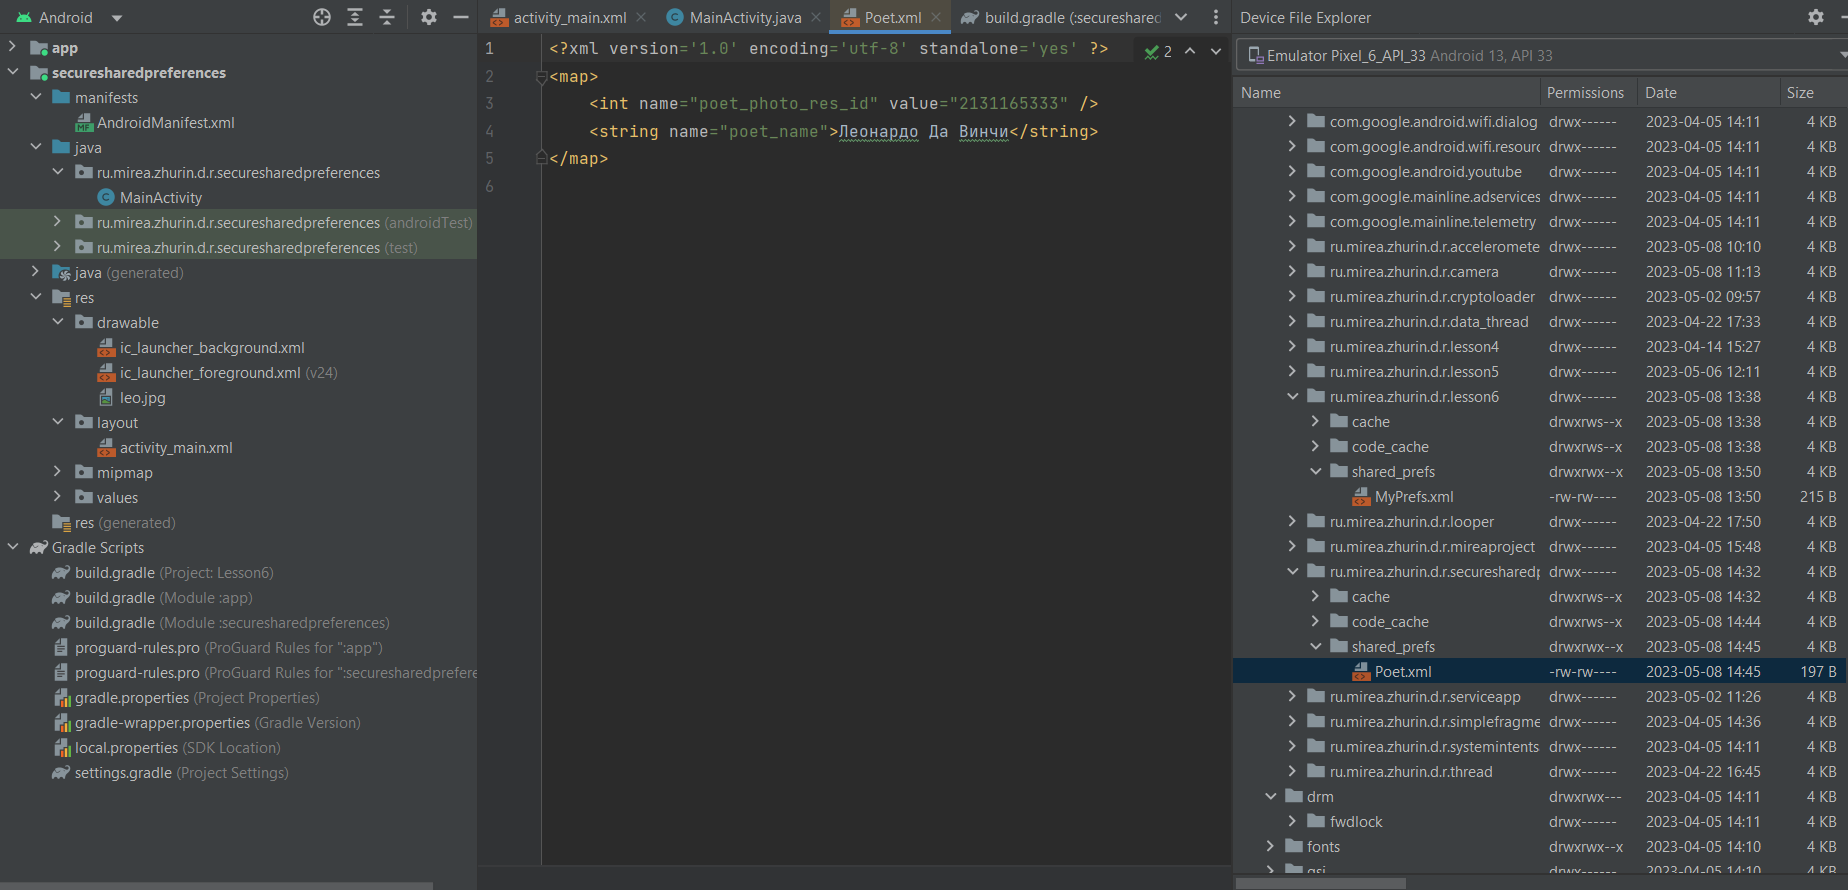 Android
app
securesharedpreferences
manifests
AndroidManifest.xml
java
ru.mirea.zhurin.d.r.securesharedpreferences
MainActivity
ru.mirea.zhurin.d.r.securesharedpreferences (androidTest)
ru.mirea.zhurin.d.r.securesharedpreferences (test)
java (generated)
res
drawable
ic_launcher_background.xml
ic_launcher_foreground.xml (v24)
leo.jpg
layout
activity_main.xml
mipmap
values
res (generated)
Gradle Scripts
build.gradle (Project: Lesson6)
build.gradle (Module :app)
build.gradle (Module :securesharedpreferences)
proguard-rules.pro (ProGuard Rules for ":app")
proguard-rules.pro (ProGuard Rules for ":securesharedprefere
gradle.properties (Project Properties)
gradle-wrapper.properties (Gradle Version)
local.properties (SDK Location)
settings.gradle (Project Settings)
activity_main.xml MainActivity.java Poet.xml build.gradle (:securesharedp
1 <?xml version='1.0' encoding='utf-8' standalone='yes' ?> 2
2 <map>
3 <int name="poet_photo_res_id" value="2131165333" />
4 <string name="poet_name">Леонардо Да Винчи</string>
5 </map>
6
Device File Explorer
Emulator Pixel_6_API_33 Android 13, API 33
Name Permissions Date Size
com.google.android.wifi.dialog drwx------ 2023-04-05 14:11 4 KB
com.google.android.wifi.resourc drwx------ 2023-04-05 14:11 4 KB
com.google.android.youtube drwx------ 2023-04-05 14:11 4 KB
com.google.mainline.adservices drwx------ 2023-04-05 14:11 4 KB
com.google.mainline.telemetry drwx------ 2023-04-05 14:11 4 KB
ru.mirea.zhurin.d.r.acceleromete drwx------ 2023-05-08 10:10 4 KB
ru.mirea.zhurin.d.r.camera drwx------ 2023-05-08 11:13 4 KB
ru.mirea.zhurin.d.r.cryptoloader drwx------ 2023-05-02 09:57 4 KB
ru.mirea.zhurin.d.r.data_thread drwx------ 2023-04-22 17:33 4 KB
ru.mirea.zhurin.d.r.lesson4 drwx------ 2023-04-14 15:27 4 KB
ru.mirea.zhurin.d.r.lesson5 drwx------ 2023-05-06 12:11 4 KB
ru.mirea.zhurin.d.r.lesson6 drwx------ 2023-05-08 13:38 4 KB
cache drwxrws--x 2023-05-08 13:38 4 KB
code_cache drwxrws--x 2023-05-08 13:38 4 KB
shared_prefs drwxrwx--x 2023-05-08 13:50 4 KB
MyPrefs.xml -rw-rw---- 2023-05-08 13:50 215 B
ru.mirea.zhurin.d.r.looper drwx------ 2023-04-22 17:50 4 KB
ru.mirea.zhurin.d.r.mireaproject drwx------ 2023-04-05 15:48 4 KB
ru.mirea.zhurin.d.r.securesharedp drwx------ 2023-05-08 14:32 4 KB
cache drwxrws--x 2023-05-08 14:32 4 KB
code_cache drwxrws--x 2023-05-08 14:44 4 KB
shared_prefs drwxrwx--x 2023-05-08 14:45 4 KB
Poet.xml -rw-rw---- 2023-05-08 14:45 197 B
ru.mirea.zhurin.d.r.serviceapp drwx------ 2023-05-02 11:26 4 KB
ru.mirea.zhurin.d.r.simplefragme drwx------ 2023-04-05 14:36 4 KB
ru.mirea.zhurin.d.r.systemintents drwx------ 2023-04-05 14:11 4 KB
ru.mirea.zhurin.d.r.thread drwx------ 2023-04-22 16:45 4 KB
drm drwxrwx--- 2023-04-05 14:11 4 KB
fwdlock drwx------ 2023-04-05 14:11 4 KB
fonts drwxrwx--x 2023-04-05 14:10 4 KB
gsi drwxrwx--x 2023-04-05 14:10 4 KB